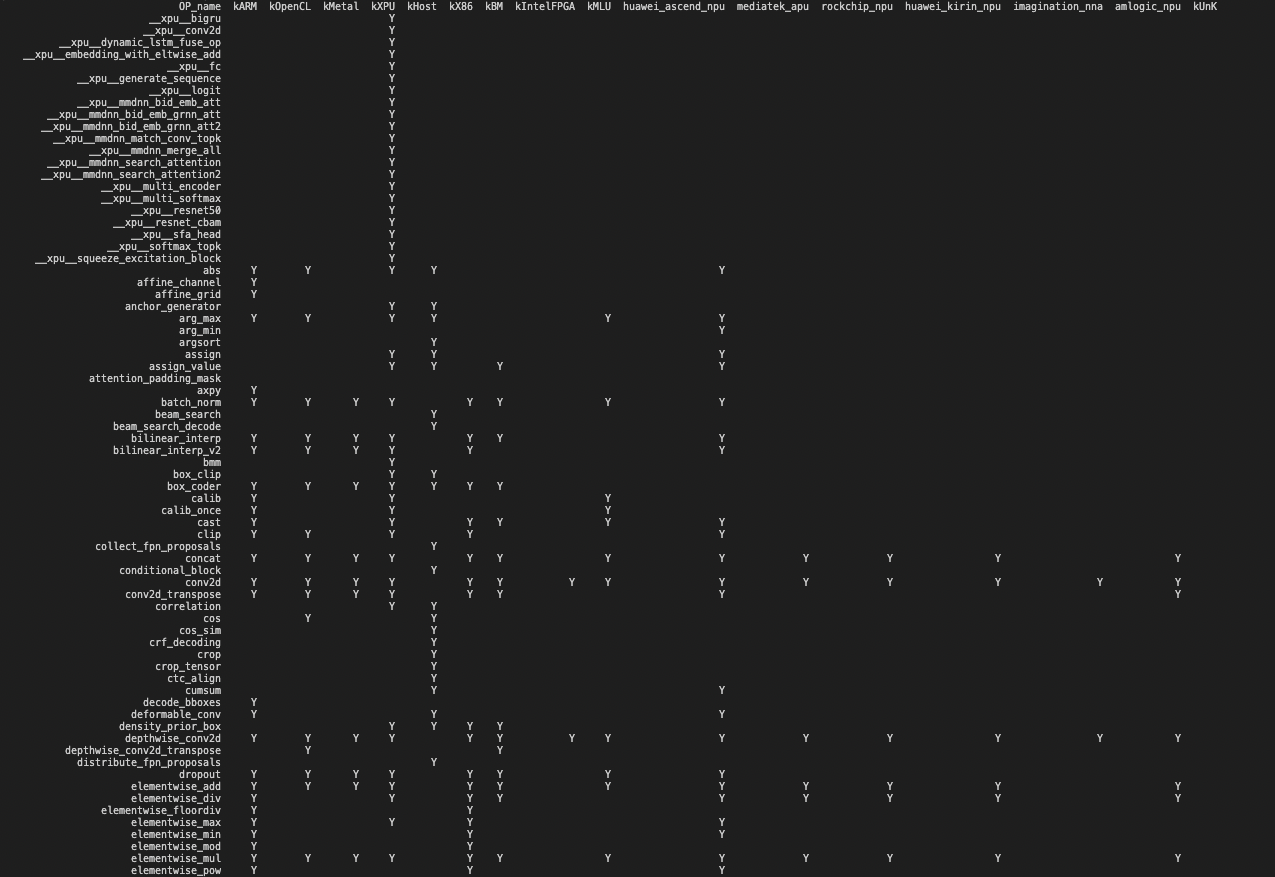 OP_name kARM kOpenCL kMetal kXPU kHost kX86 kBM kIntelFPGA kMLU huawei_ascend_npu mediatek_apu rockchip_npu huawei_kirin_npu imagination_nna amlogic_npu kUnK
__xpu__bigru Y
__xpu__conv2d Y
__xpu__dynamic_lstm_fuse_op Y
__xpu__embedding_with_eltwise_add Y
__xpu__fc Y
__xpu__generate_sequence Y
__xpu__logit Y
__xpu__mmdnn_bid_emb_att Y
__xpu__mmdnn_bid_emb_grnn_att Y
__xpu__mmdnn_bid_emb_grnn_att2 Y
__xpu__mmdnn_match_conv_topk Y
__xpu__mmdnn_merge_all Y
__xpu__mmdnn_search_attention Y
__xpu__mmdnn_search_attention2 Y
__xpu__multi_encoder Y
__xpu__multi_softmax Y
__xpu__resnet50 Y
__xpu__resnet_cbam Y
__xpu__sfa_head Y
__xpu__softmax_topk Y
__xpu__squeeze_excitation_block Y
abs Y Y Y Y Y
affine_channel Y
affine_grid Y
anchor_generator Y Y
arg_max Y Y Y Y Y Y
arg_min Y
argsort Y
assign Y Y Y
assign_value Y Y Y Y
attention_padding_mask
axpy Y
batch_norm Y Y Y Y Y Y Y Y
beam_search Y
beam_search_decode Y
bilinear_interp Y Y Y Y Y Y Y
bilinear_interp_v2 Y Y Y Y Y Y
bmm Y
box_clip Y Y
box_coder Y Y Y Y Y Y Y
calib Y Y Y
calib_once Y Y Y
cast Y Y Y Y Y Y
clip Y Y Y Y Y
collect_fpn_proposals Y
concat Y Y Y Y Y Y Y Y Y Y Y Y
conditional_block Y
conv2d Y Y Y Y Y Y Y Y Y Y Y Y Y Y
conv2d_transpose Y Y Y Y Y Y Y Y
correlation Y Y
cos Y Y
cos_sim Y
crf_decoding Y
crop Y
crop_tensor Y
ctc_align Y
cumsum Y Y
decode_bboxes Y
deformable_conv Y Y Y
density_prior_box Y Y Y Y
depthwise_conv2d Y Y Y Y Y Y Y Y Y Y Y Y Y Y
depthwise_conv2d_transpose Y Y
distribute_fpn_proposals Y
dropout Y Y Y Y Y Y Y Y
elementwise_add Y Y Y Y Y Y Y Y Y Y Y Y
elementwise_div Y Y Y Y Y Y Y Y Y
elementwise_floordiv Y Y
elementwise_max Y Y Y Y
elementwise_min Y Y Y
elementwise_mod Y Y
elementwise_mul Y Y Y Y Y Y Y Y Y Y Y Y
elementwise_pow Y Y Y